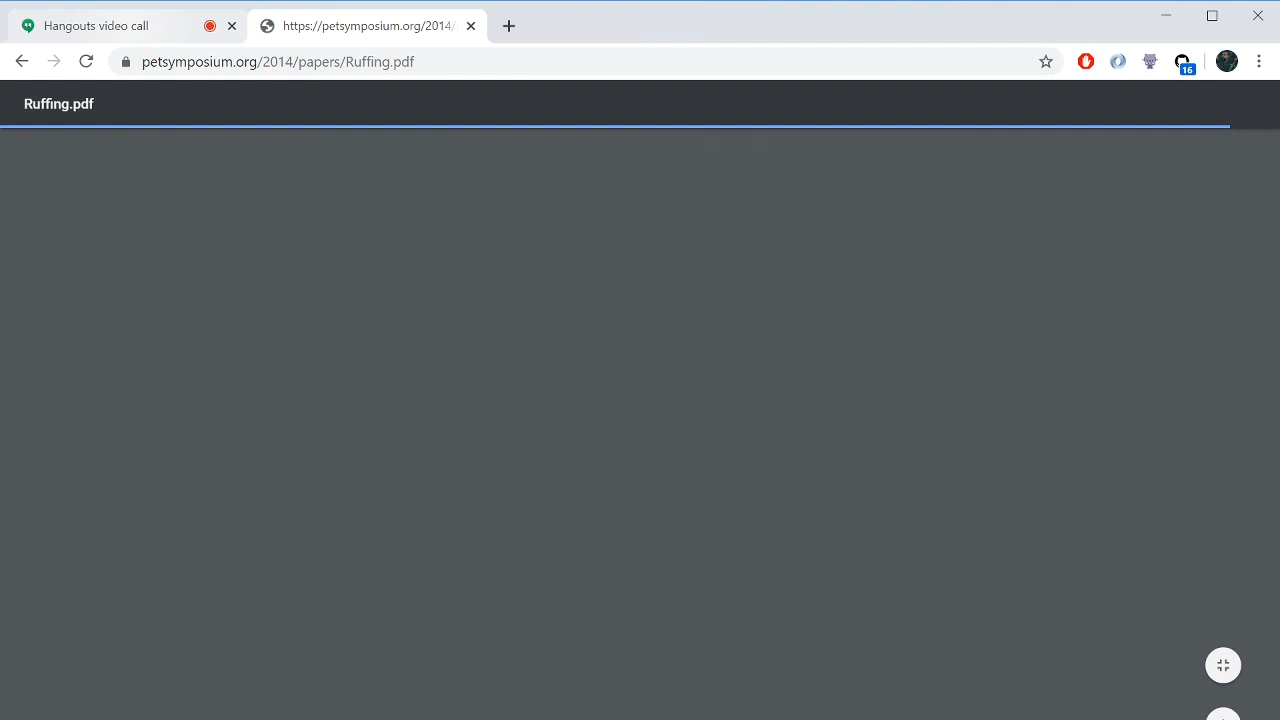 Hangouts video call
https://petsymposium.org/2014/
petsymposium.org/2014/papers/Ruffing.pdf
16
Ruffing.pdf